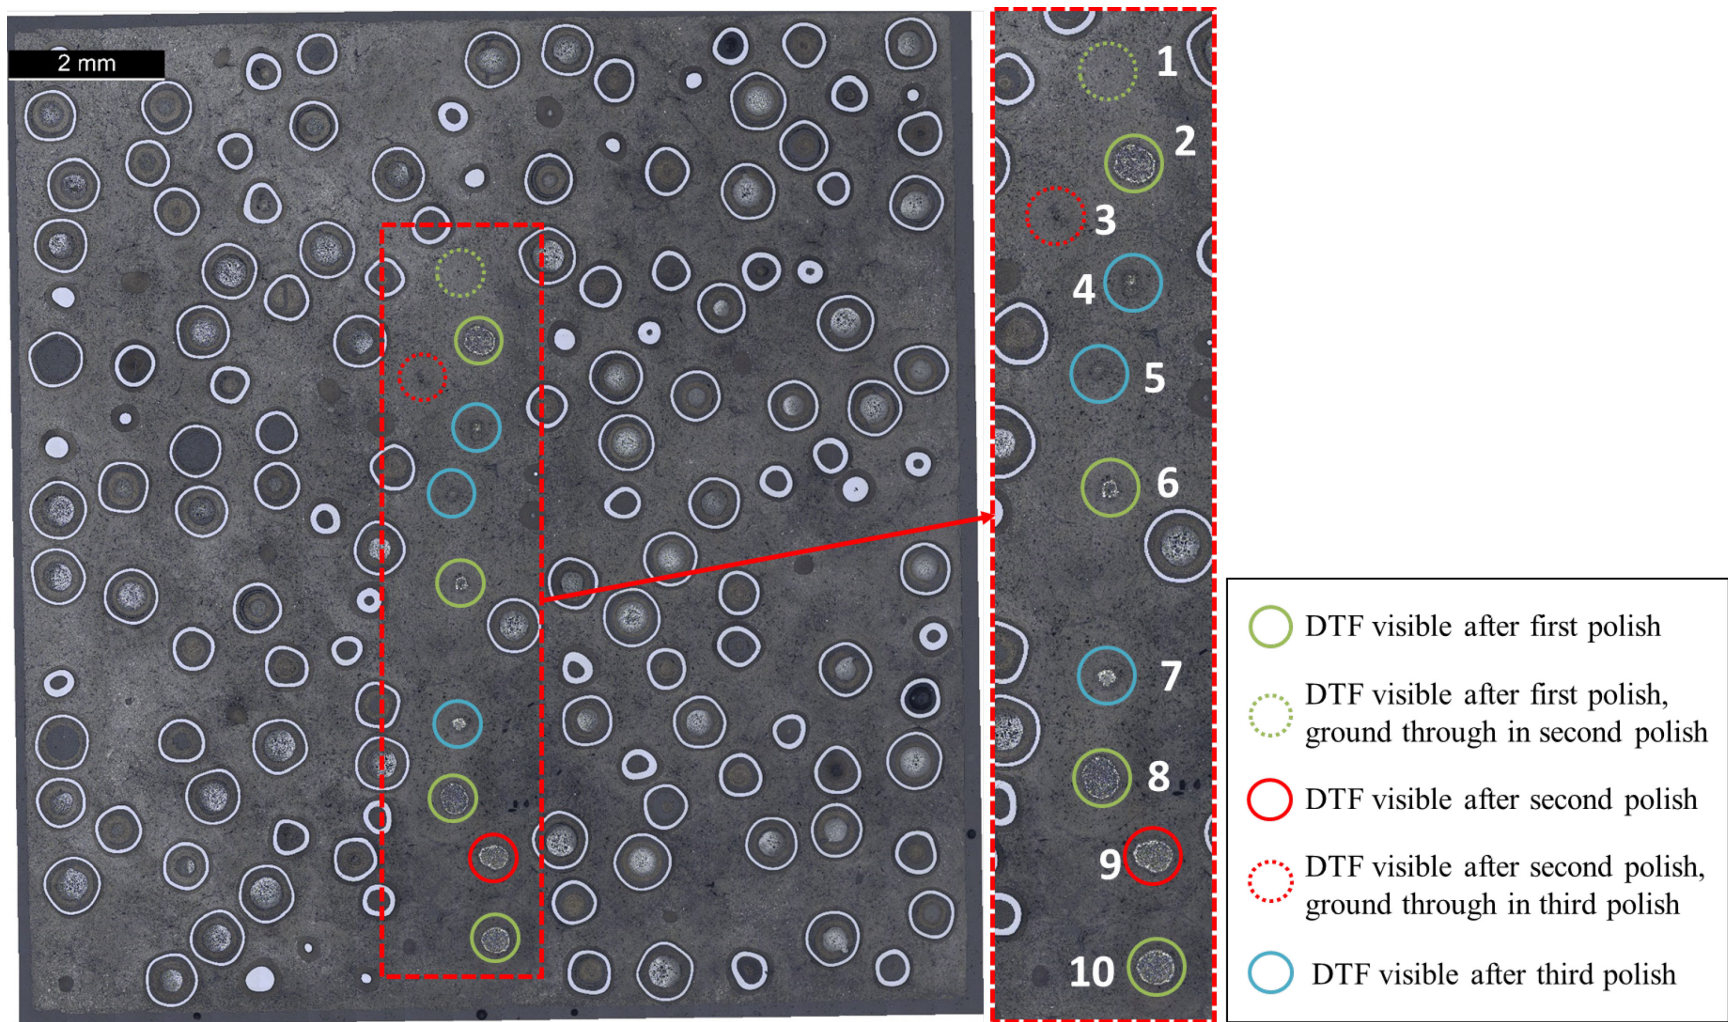 2 mm
1
2
3
4
5
6
7
8
9
10
DTF visible after first polish
DTF visible after first polish,
ground through in second polish
DTF visible after second polish
DTF visible after second polish,
ground through in third polish
DTF visible after third polish